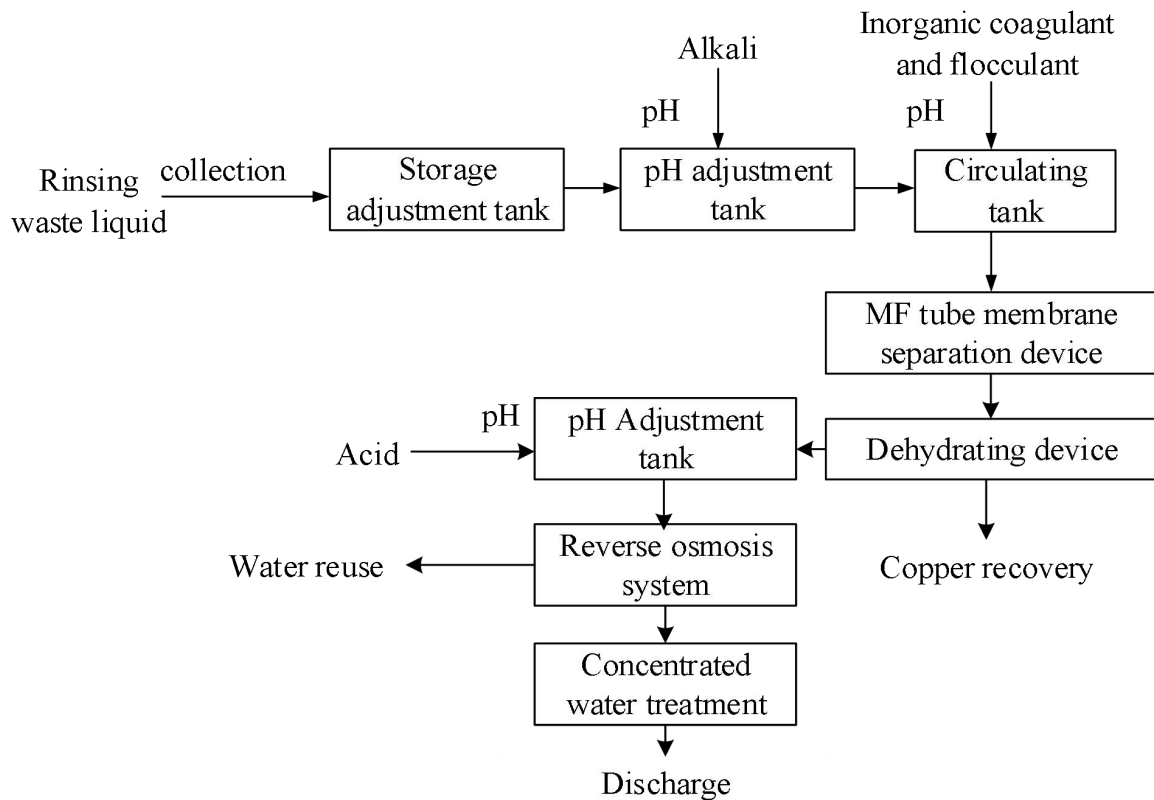 Alkali
Inorganic coagulant
and flocculant
pH
pH
Rinsing
waste liquid
collection
Storage
adjustment tank
pH adjustment
tank
Circulating
tank
MF tube membrane
separation device
Dehydrating device
Copper recovery
Acid
pH
pH Adjustment
tank
Reverse osmosis
system
Water reuse
Concentrated
water treatment
Discharge